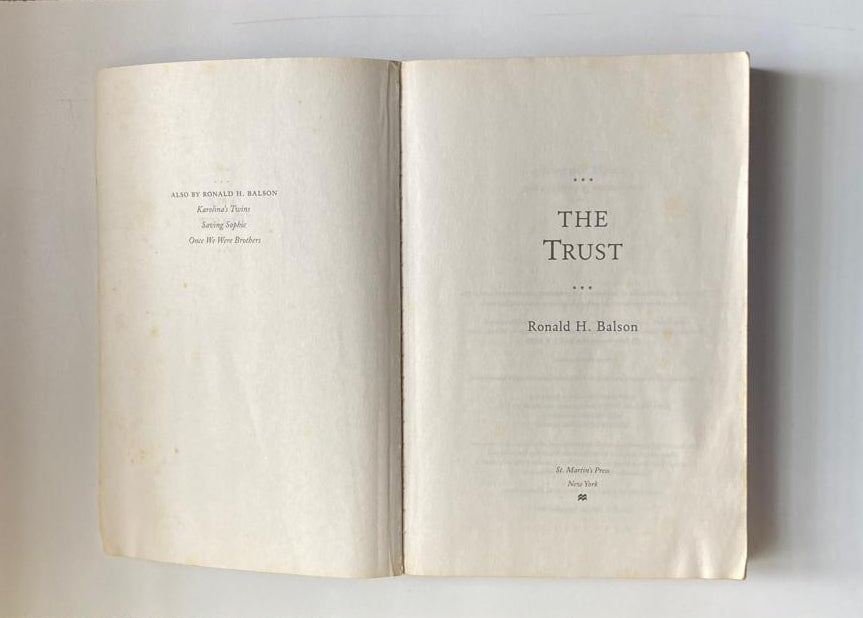 ALSO BY RONALD H. BALSON
Karolina's Twins
Saving Sophie
Once We Were Brothers
THE
TRUST
Ronald H. Balson
St. Martin's Press
New York